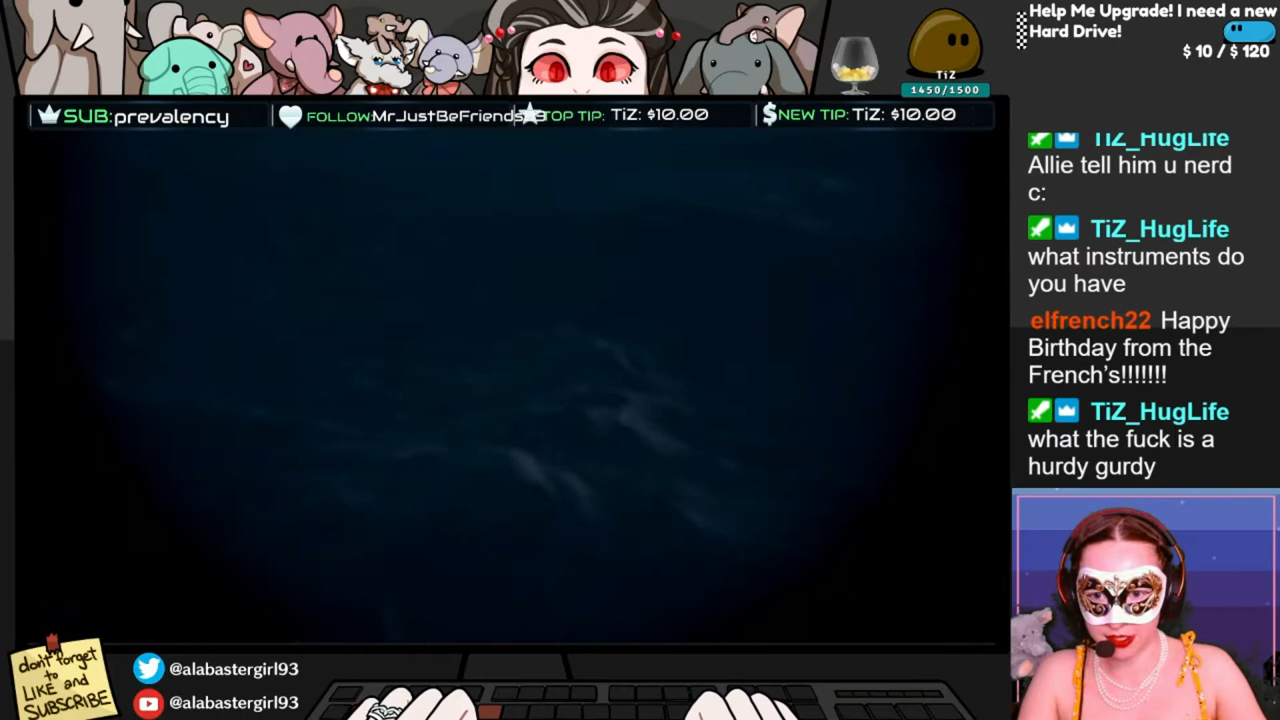 Help Me Upgrade! I need a new
Hard Drive!
$ 10 / $ 120
TiZ
1450/1500
SUB:prevalency
FOLLOW:MrJustBeFriends
TOP TIP: TiZ: $10.00
NEW TIP: TiZ: $10.00
TiZ_HugLife
Allie tell him u nerd
c:
TiZ_HugLife
what instruments do
you have
elfrench22 Happy
Birthday from the
French's!!!!!!!
TiZ_HugLife
what the fuck is a
hurdy gurdy
don't forget
to
LIKE and
SUBSCRIBE
@alabastergirl93
@alabastergirl93